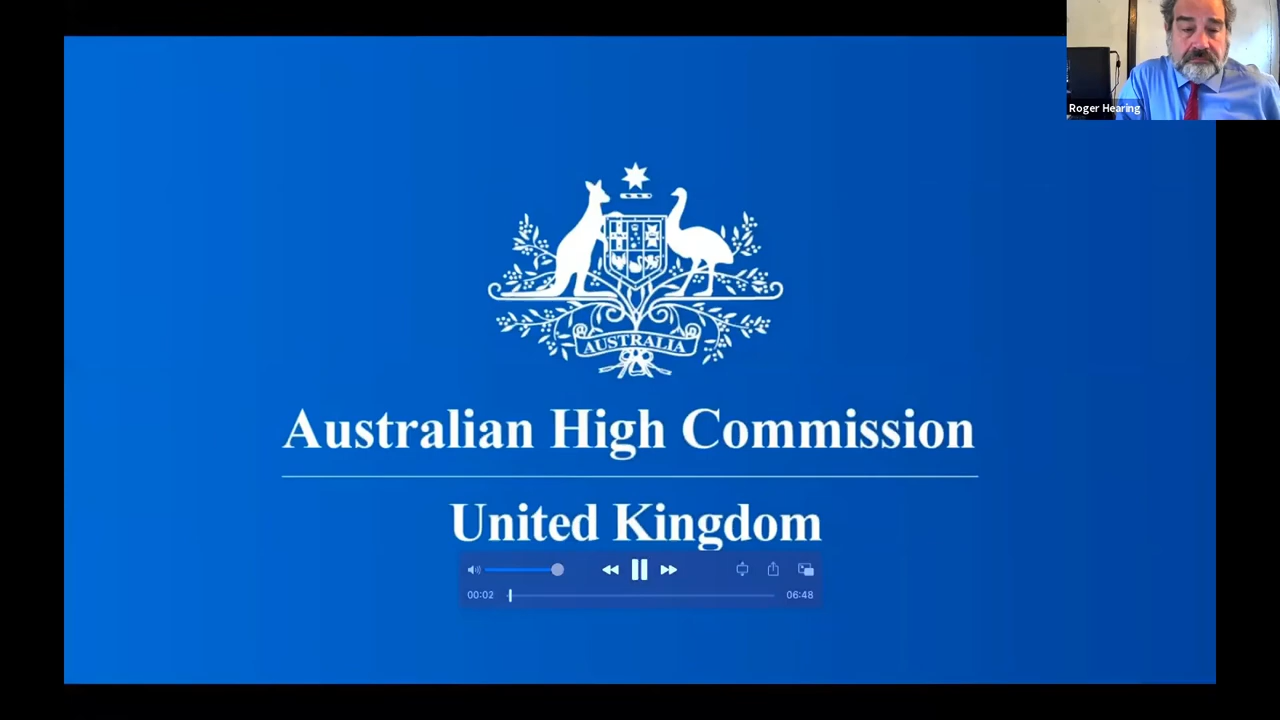 Roger Hearing
AUSTRALIA
Australian High Commission
United Kingdom
00:02
06:48